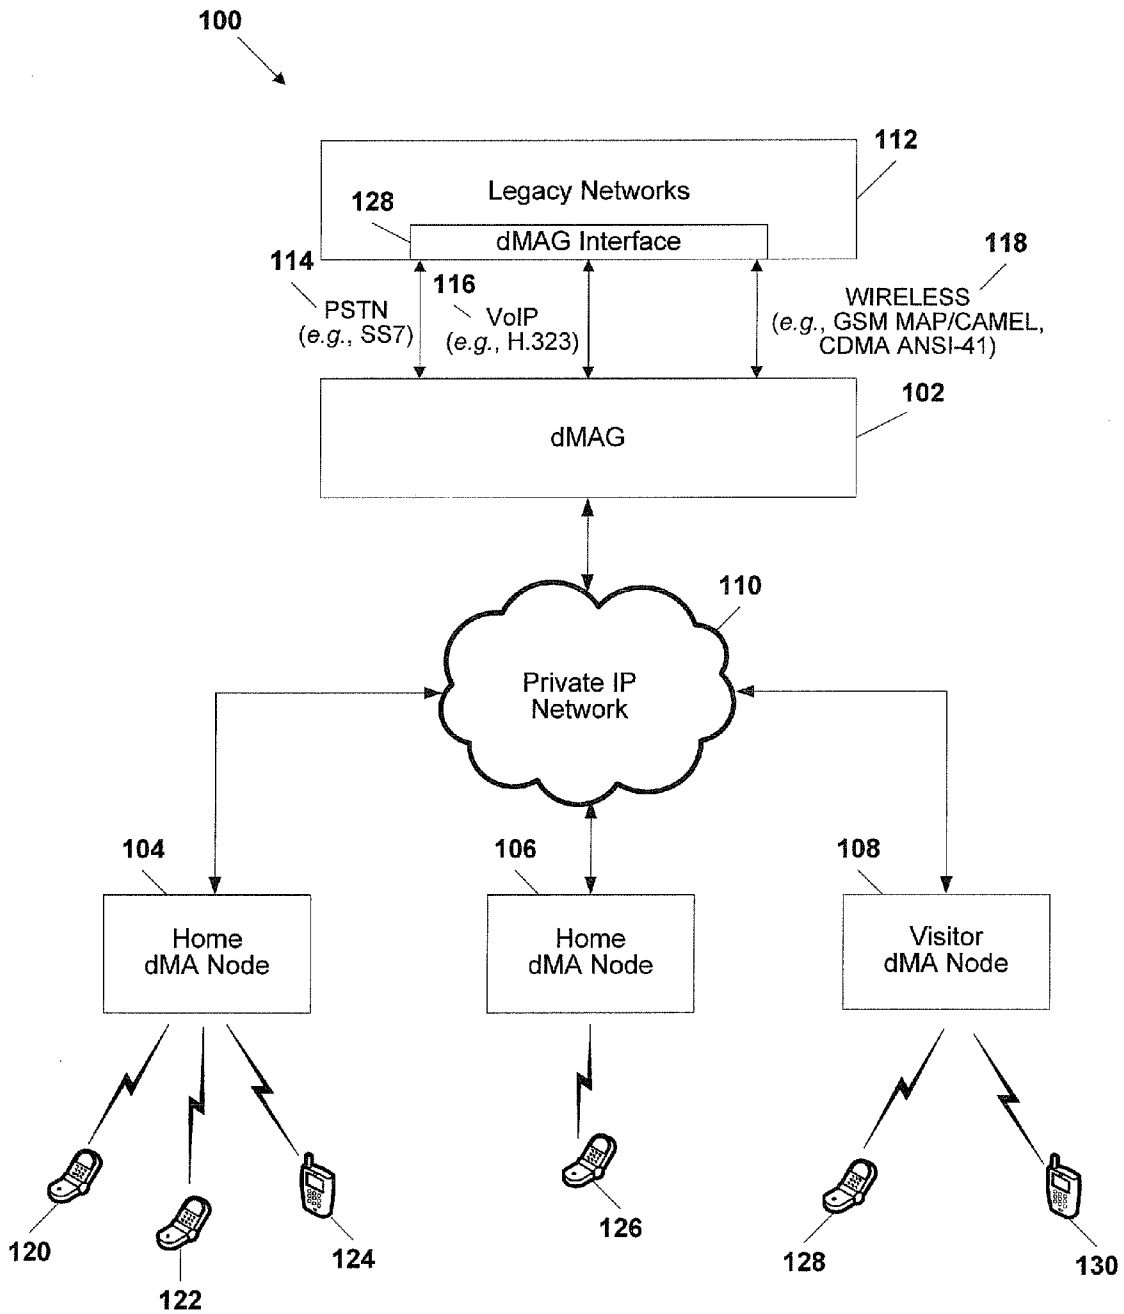 100
112
Legacy Networks
128
dMAG Interface
114
116
118
PSTN
(e.g., SS7)
VoIP
(e.g., H.323)
WIRELESS
(e.g., GSM MAP/CAMEL,
CDMA ANSI-41)
102
dMAG
110
Private IP
Network
104
106
108
Home
dMA Node
Home
dMA Node
Visitor
dMA Node
120
122
124
126
128
130